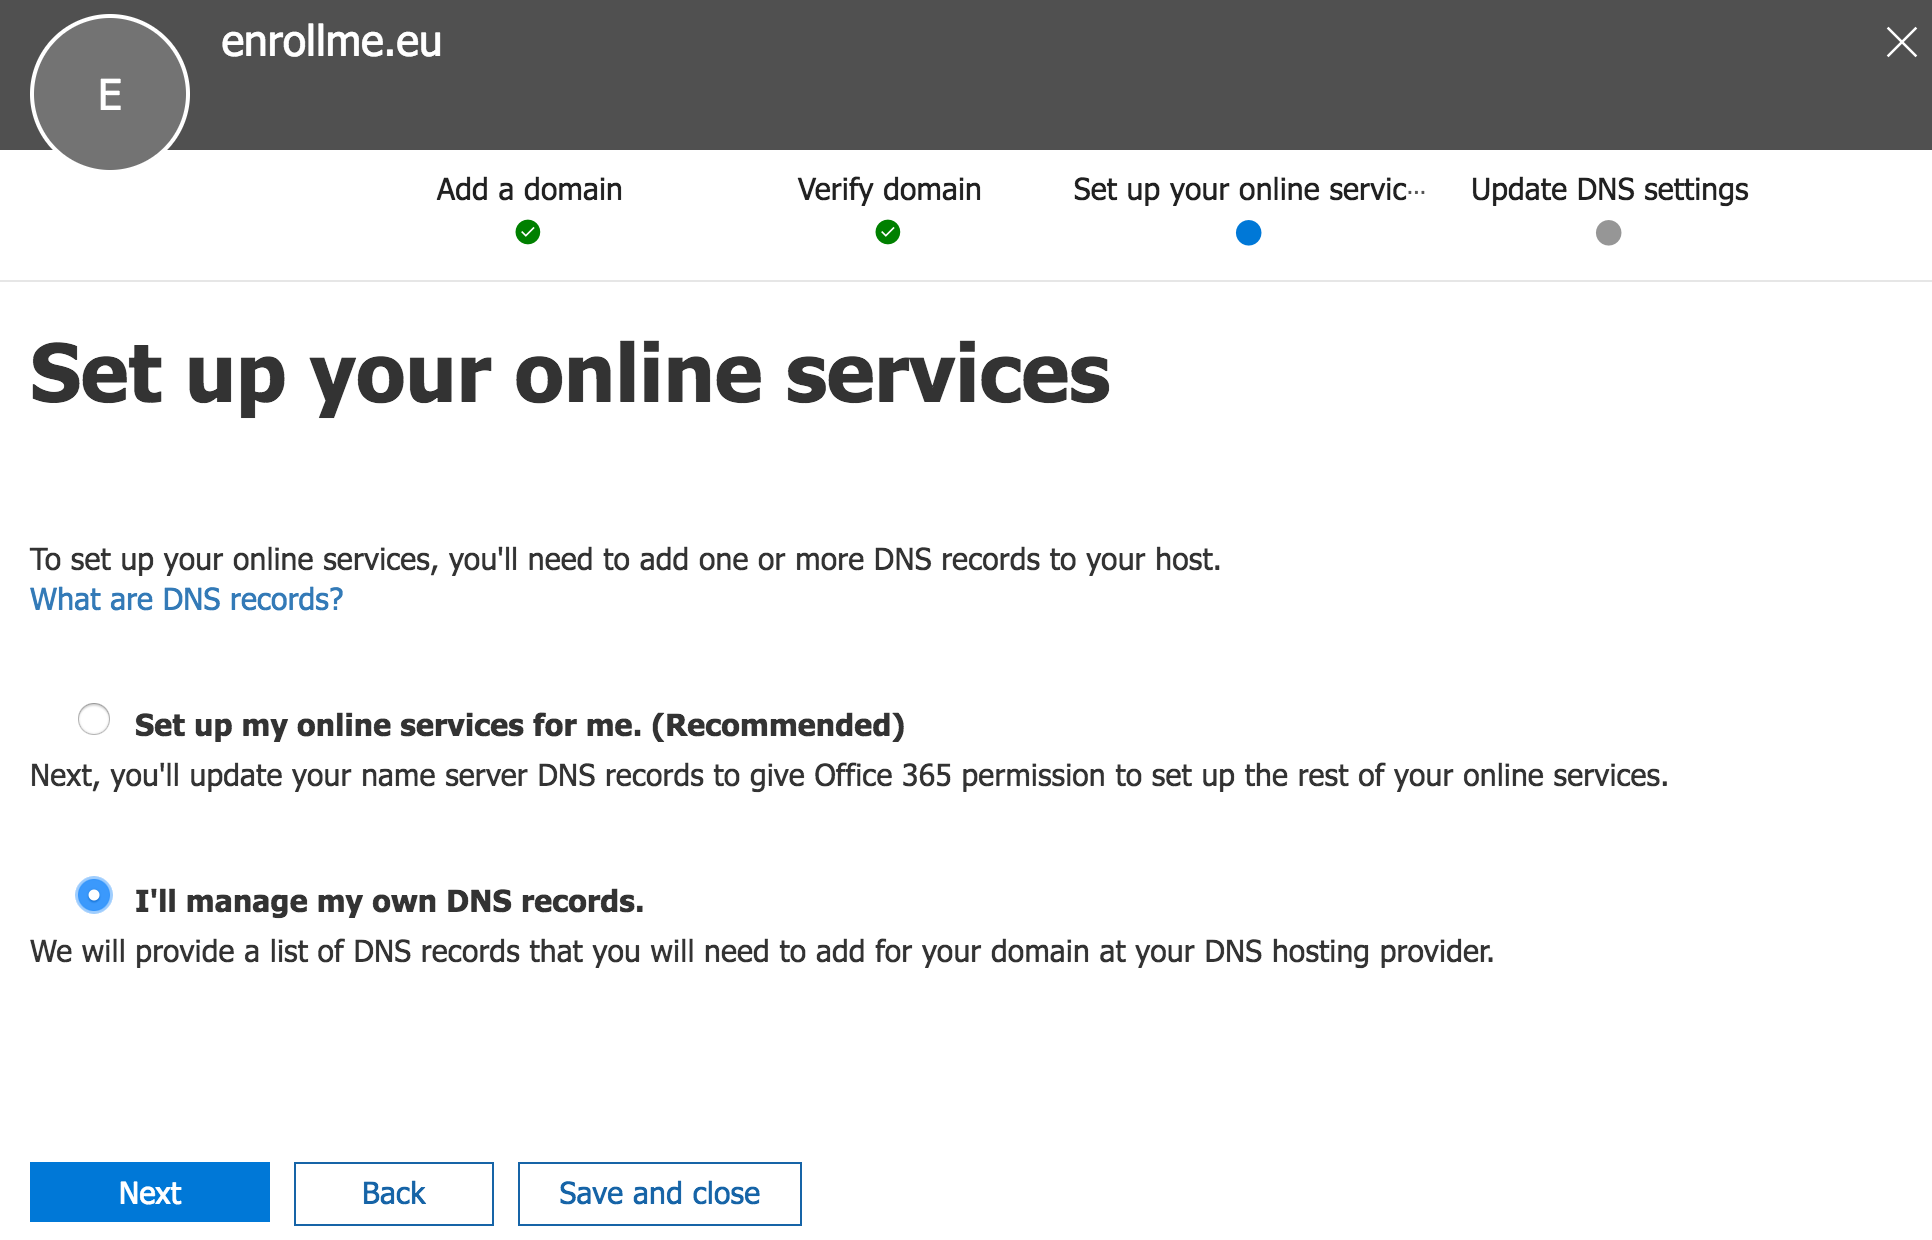 enrollme.eu
E
Add a domain
Verify domain
Set up your online servic...
Update DNS settings
Set up your online services
To set up your online services, you'll need to add one or more DNS records to your host.
What are DNS records?
Set up my online services for me. (Recommended)
Next, you'll update your name server DNS records to give Office 365 permission to set up the rest of your online services.
I'll manage my own DNS records.
We will provide a list of DNS records that you will need to add for your domain at your DNS hosting provider.
Next
Back
Save and close